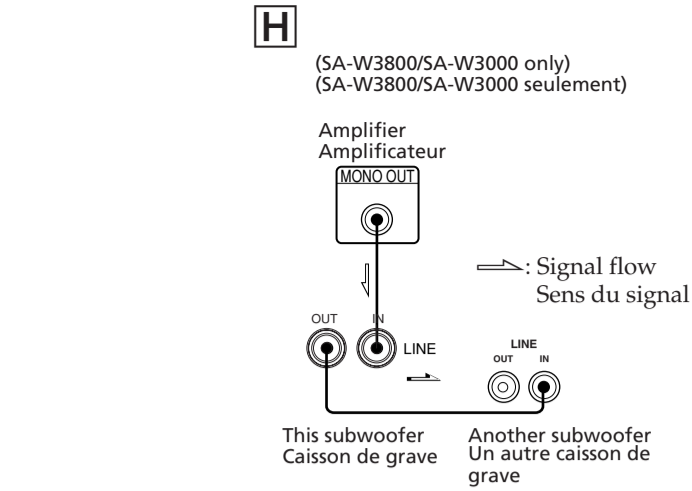 H
(SA-W3800/SA-W3000 only)
(SA-W3800/SA-W3000 seulement)
Amplifier
Amplificateur
MONO OUT
: Signal flow
Sens du signal
OUT IN
LINE
LINE
OUT IN
This subwoofer
Caisson de grave
Another subwoofer
Un autre caisson de
grave